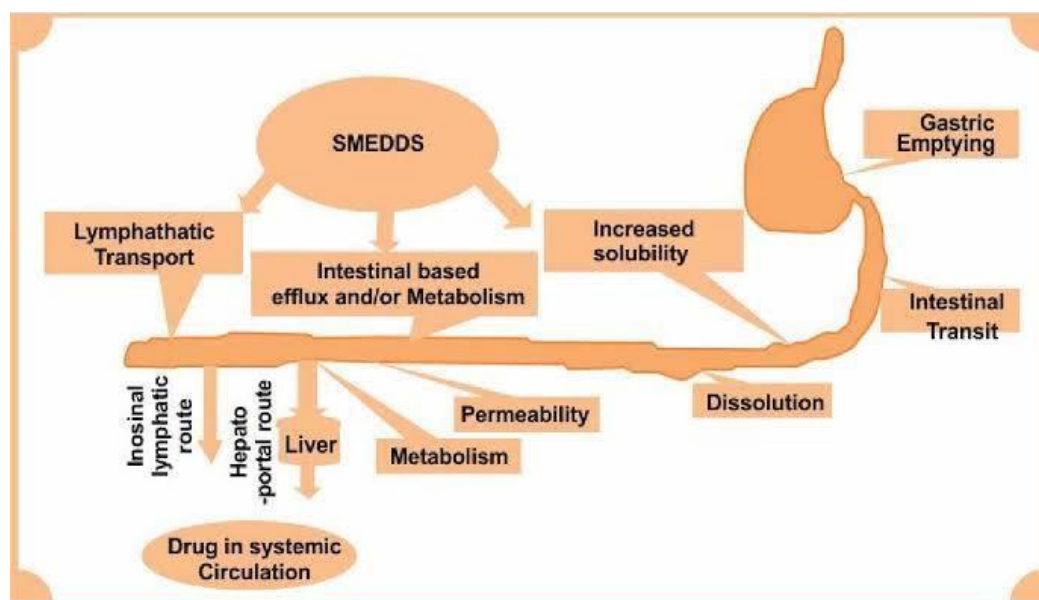 SMEDDS
Gastric
Emptying
Lymphathatic
Transport
Increased
solubility
Intestinal based
efflux and/or Metabolism
Intestinal
Transit
Inosinal
lymphatic
route
Hepato
-portal route
Liver
Permeability
Dissolution
Metabolism
Drug in systemic
Circulation